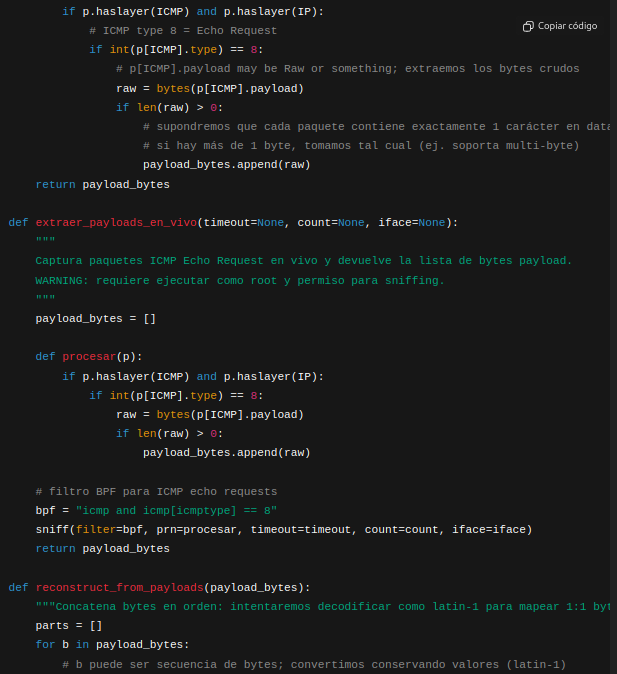 if p.haslayer(ICMP) and p.haslayer(IP):
Copiar código
# ICMP type 8 = Echo Request
if int(p[ICMP].type) == 8:
# p[ICMP].payload may be Raw or something; extraemos los bytes crudos
raw = bytes(p[ICMP].payload)
if len(raw) > 0:
# supondremos que cada paquete contiene exactamente 1 carácter en data
# si hay más de 1 byte, tomamos tal cual (ej. soporta multi-byte)
payload_bytes.append(raw)
return payload_bytes
def extraer_payloads_en_vivo(timeout=None, count=None, iface=None):
"""
Captura paquetes ICMP Echo Request en vivo y devuelve la lista de bytes payload.
WARNING: requiere ejecutar como root y permiso para sniffing.
"""
payload_bytes = []
def procesar(p):
if p.haslayer(ICMP) and p.haslayer(IP):
if int(p[ICMP].type) == 8:
raw = bytes(p[ICMP].payload)
if len(raw) > 0:
payload_bytes.append(raw)
# filtro BPF para ICMP echo requests
bpf = "icmp and icmp[icmptype] == 8"
sniff(filter=bpf, prn=procesar, timeout=timeout, count=count, iface=iface)
return payload_bytes
def reconstruct_from_payloads(payload_bytes):
"""Concatena bytes en orden: intentaremos decodificar como latin-1 para mapear 1:1 byt
parts = []
for b in payload_bytes:
# b puede ser secuencia de bytes; convertimos conservando valores (latin-1)